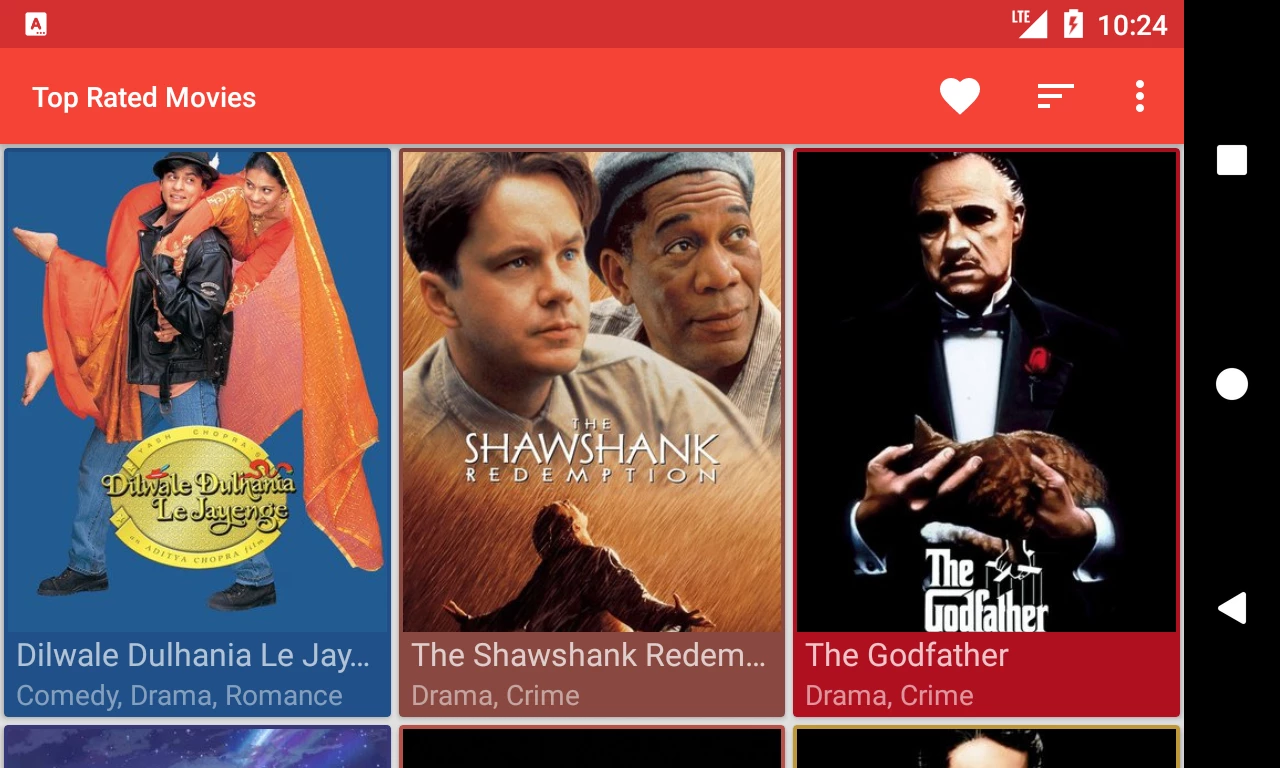 LTE
10:24
Top Rated Movies
YASH CHOPRA'S
Dilwale Dulhania
Le Jayenge
an ADITYA CHOPRA film
THE
SHAWSHANK
REDEMPTION
The
Godfather
Dilwale Dulhania Le Jay...
Comedy, Drama, Romance
The Shawshank Redem...
Drama, Crime
The Godfather
Drama, Crime